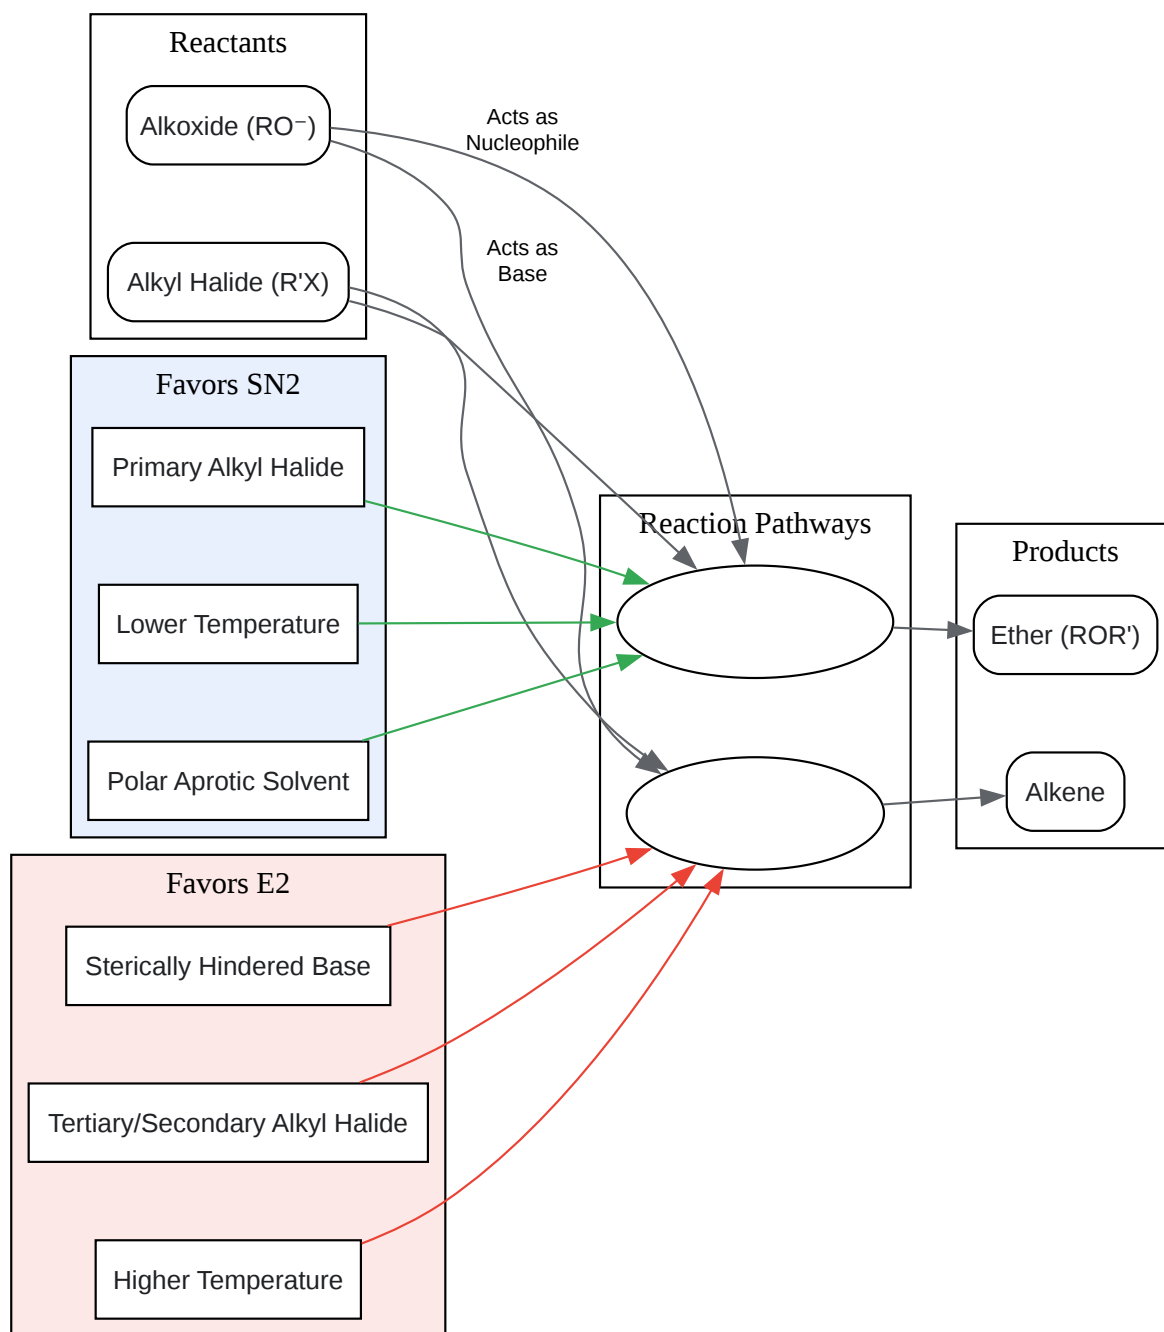 Reactants
Alkoxide (RO⁻)
Acts as
Nucleophile
Alkyl Halide (R'X)
Acts as
Base
Favors SN2
Primary Alkyl Halide
Lower Temperature
Polar Aprotic Solvent
Reaction Pathways
Products
Ether (ROR')
Alkene
Favors E2
Sterically Hindered Base
Tertiary/Secondary Alkyl Halide
Higher Temperature